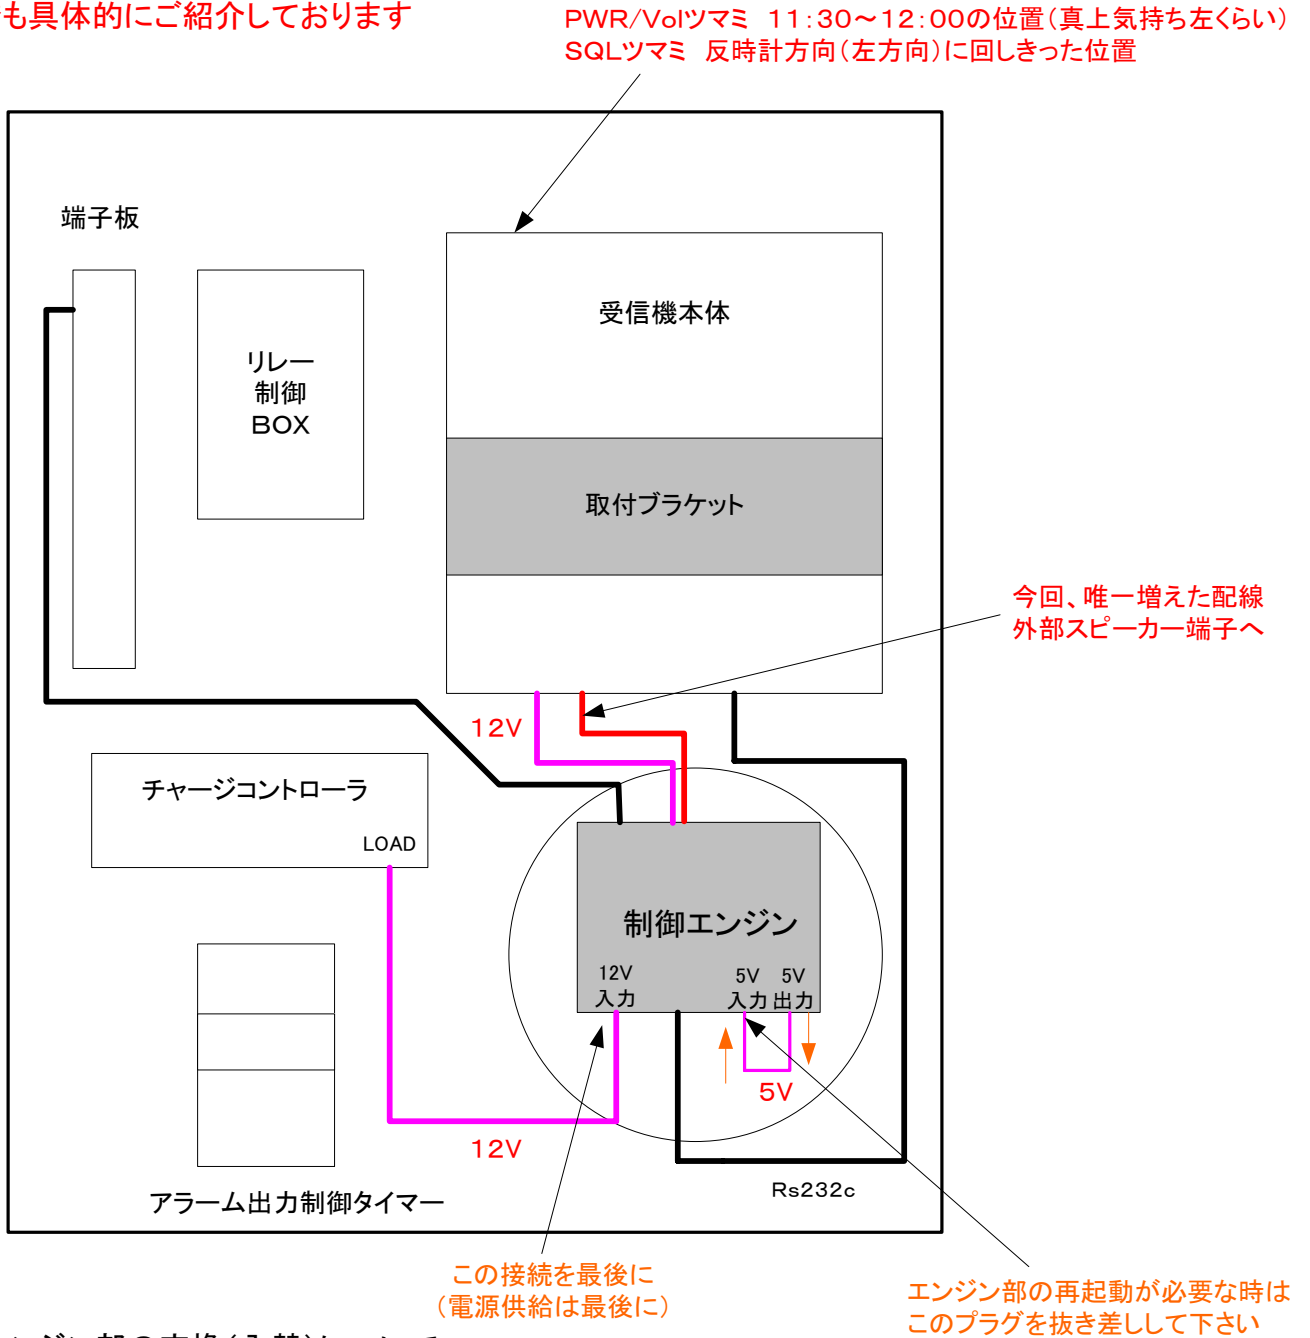 も具体的にご紹介しております
PWR/Volツマミ 11:30～12:00の位置(真上気持ち左くらい)
SQLツマミ 反時計方向(左方向)に回しきった位置
端子板
受信機本体
リレー
制御
BOX
取付ブラケット
今回、唯一増えた配線
外部スピーカー端子へ
12V
チャージコントローラ
LOAD
制御エンジン
12V
入力
5V 5V
入力 出力
5V
12V
Rs232c
アラーム出力制御タイマー
この接続を最後に
(電源供給は最後に)
エンジン部の再起動が必要な時は
このプラグを抜き差しして下さい